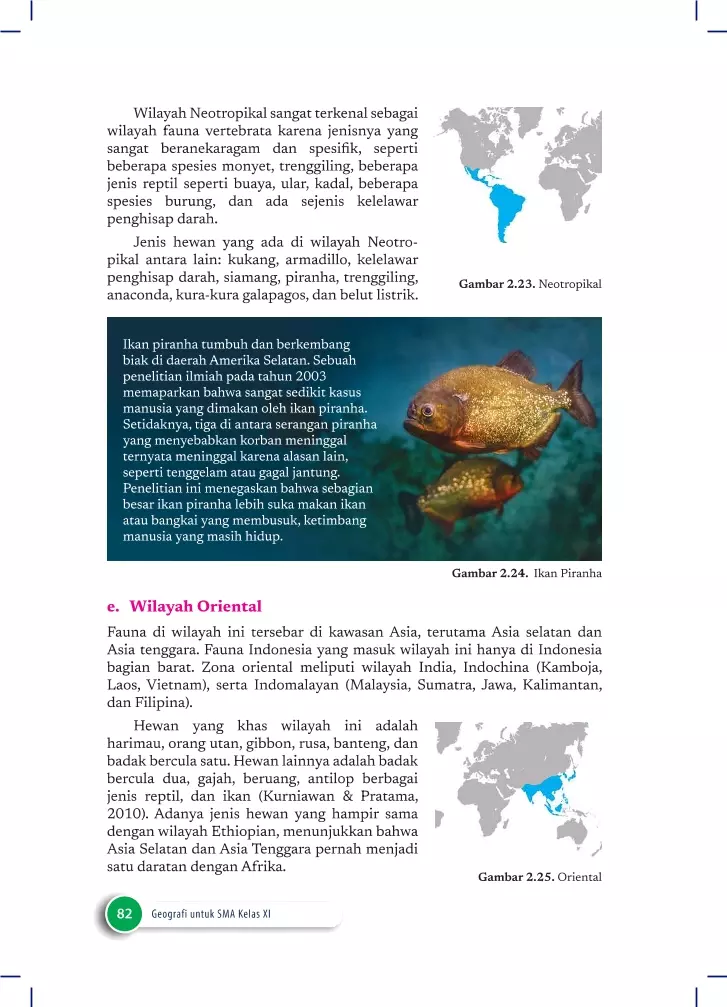 Wilayah Neotropikal sangat terkenal sebagai
wilayah fauna vertebrata karena jenisnya yang
sangat beranekaragam dan spesifik, seperti
beberapa spesies monyet, trenggiling, beberapa
jenis reptil seperti buaya, ular, kadal, beberapa
spesies burung, dan ada sejenis kelelawar
penghisap darah.
Jenis hewan yang ada di wilayah Neotro-
pikal antara lain: kukang, armadillo, kelelawar
penghisap darah, siamang, piranha, trenggiling,
anaconda, kura-kura galapagos, dan belut listrik.
Gambar 2.23. Neotropikal
Ikan piranha tumbuh dan berkembang
biak di daerah Amerika Selatan. Sebuah
penelitian ilmiah pada tahun 2003
memaparkan bahwa sangat sedikit kasus
manusia yang dimakan oleh ikan piranha.
Setidaknya, tiga di antara serangan piranha
yang menyebabkan korban meninggal
ternyata meninggal karena alasan lain,
seperti tenggelam atau gagal jantung.
Penelitian ini menegaskan bahwa sebagian
besar ikan piranha lebih suka makan ikan
atau bangkai yang membusuk, ketimbang
manusia yang masih hidup.
Gambar 2.24. Ikan Piranha
e. Wilayah Oriental
Fauna di wilayah ini tersebar di kawasan Asia, terutama Asia selatan dan
Asia tenggara. Fauna Indonesia yang masuk wilayah ini hanya di Indonesia
bagian barat. Zona oriental meliputi wilayah India, Indochina (Kamboja,
Laos, Vietnam), serta Indomalayan (Malaysia, Sumatra, Jawa, Kalimantan,
dan Filipina).
Hewan yang khas wilayah ini adalah
harimau, orang utan, gibbon, rusa, banteng, dan
badak bercula satu. Hewan lainnya adalah badak
bercula dua, gajah, beruang, antilop berbagai
jenis reptil, dan ikan (Kurniawan & Pratama,
2010). Adanya jenis hewan yang hampir sama
dengan wilayah Ethiopian, menunjukkan bahwa
Asia Selatan dan Asia Tenggara pernah menjadi
satu daratan dengan Afrika.
Gambar 2.25. Oriental
82 Geografi untuk SMA Kelas XI